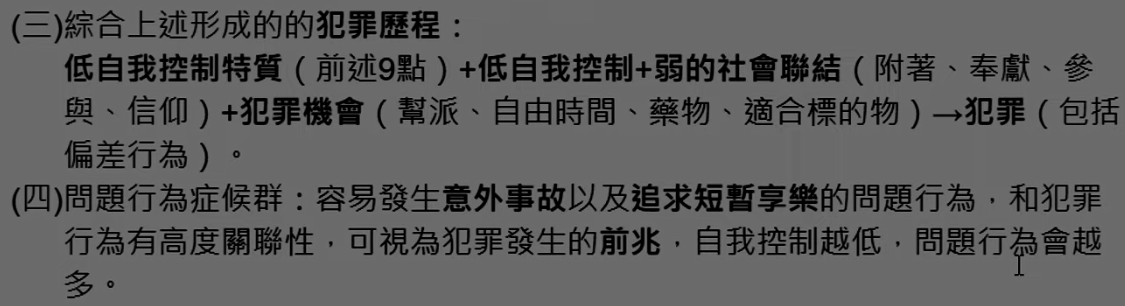 (三)綜合上述形成的的犯罪歷程：
低自我控制特質（前述9點）+低自我控制+弱的社會聯結（附著、奉獻、參
與、信仰）+犯罪機會（幫派、自由時間、藥物、適合標的物）→犯罪（包括
偏差行為）。
(四)問題行為症候群：容易發生意外事故以及追求短暫享樂的問題行為，和犯罪
行為有高度關聯性，可視為犯罪發生的前兆，自我控制越低，問題行為會越
多。